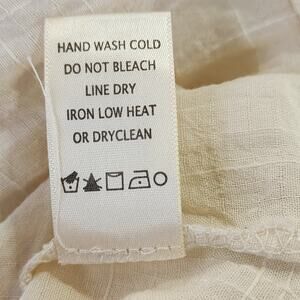 HAND WASH COLD
DO NOT BLEACH
LINE DRY
IRON LOW HEAT
OR DRYCLEAN